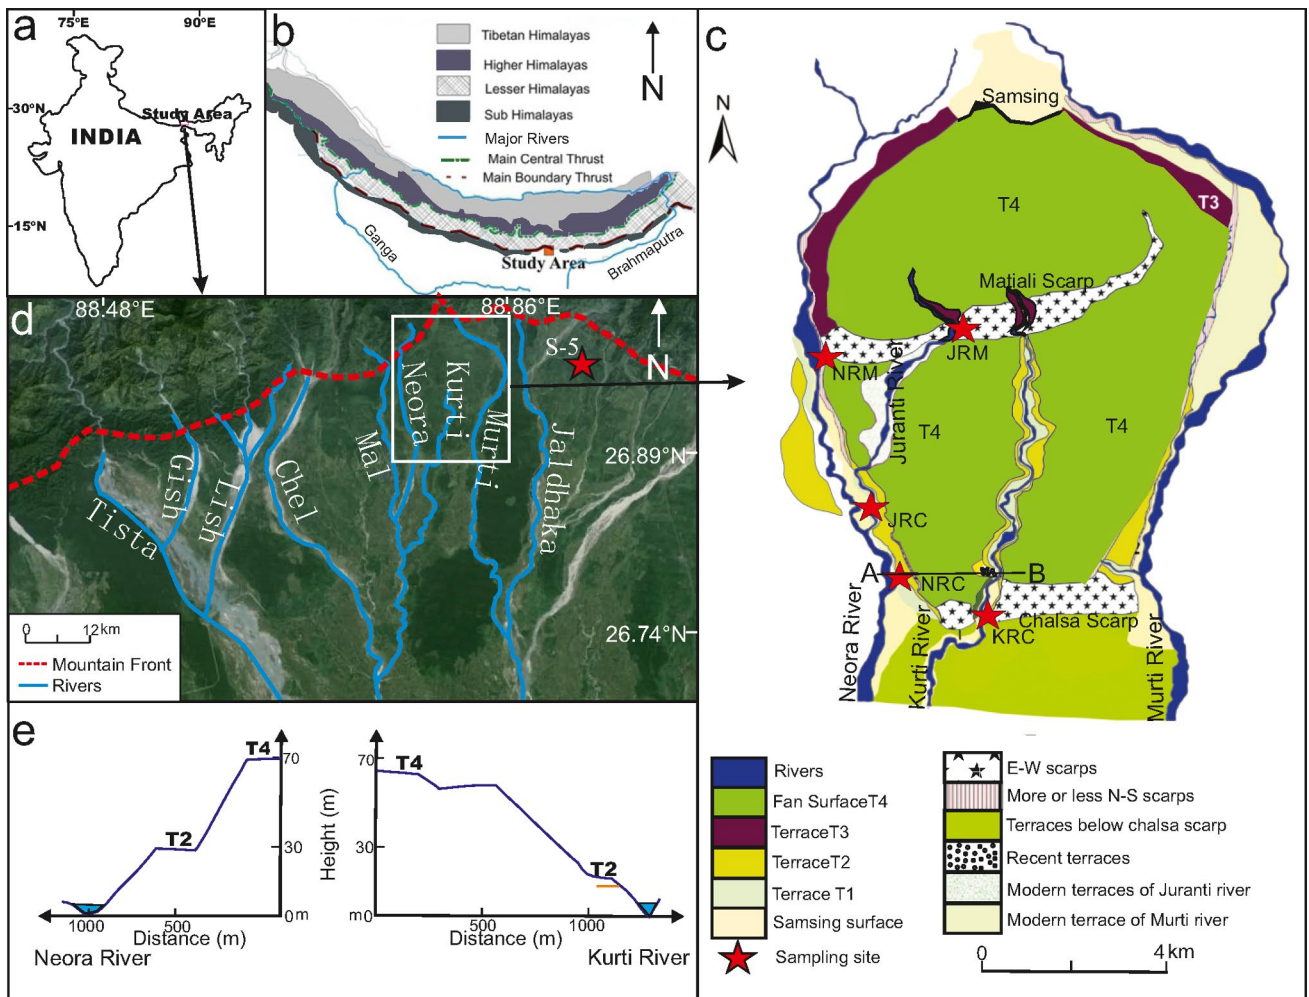 a
75°E
90°E
30°N
15°N
Study Area
INDIA
b
Tibetan Himalayas
Higher Himalayas
Lesser Himalayas
Sub Himalayas
Major Rivers
Main Central Thrust
Main Boundary Thrust
N
Ganga
Study Area
Brahmaputra
c
N
Samsing
T4
T3
Matiali Scarp
JRM
NRM
Juranti River
T4
T4
JRC
A
NRC
B
KRC
Chalsa Scarp
Neora River
Kurti River
Murti River
d
88.48°E
88.86°E
N
S-5
Neora
Kurti
Murti
Mal
Jaldhaka
Gish
Lish
Chel
Tista
26.89°N
26.74°N
0 12km
Mountain Front
Rivers
e
T4
70
T2
30
0m
1000
500
Distance (m)
Neora River
Height (m)
70
T4
30
T2
m0
500
1000
Distance (m)
Kurti River
Rivers
Fan SurfaceT4
TerraceT3
TerraceT2
Terrace T1
Samsing surface
Sampling site
E-W scarps
More or less N-S scarps
Terraces below chalsa scarp
Recent terraces
Modern terraces of Juranti river
Modern terrace of Murti river
0 4 km